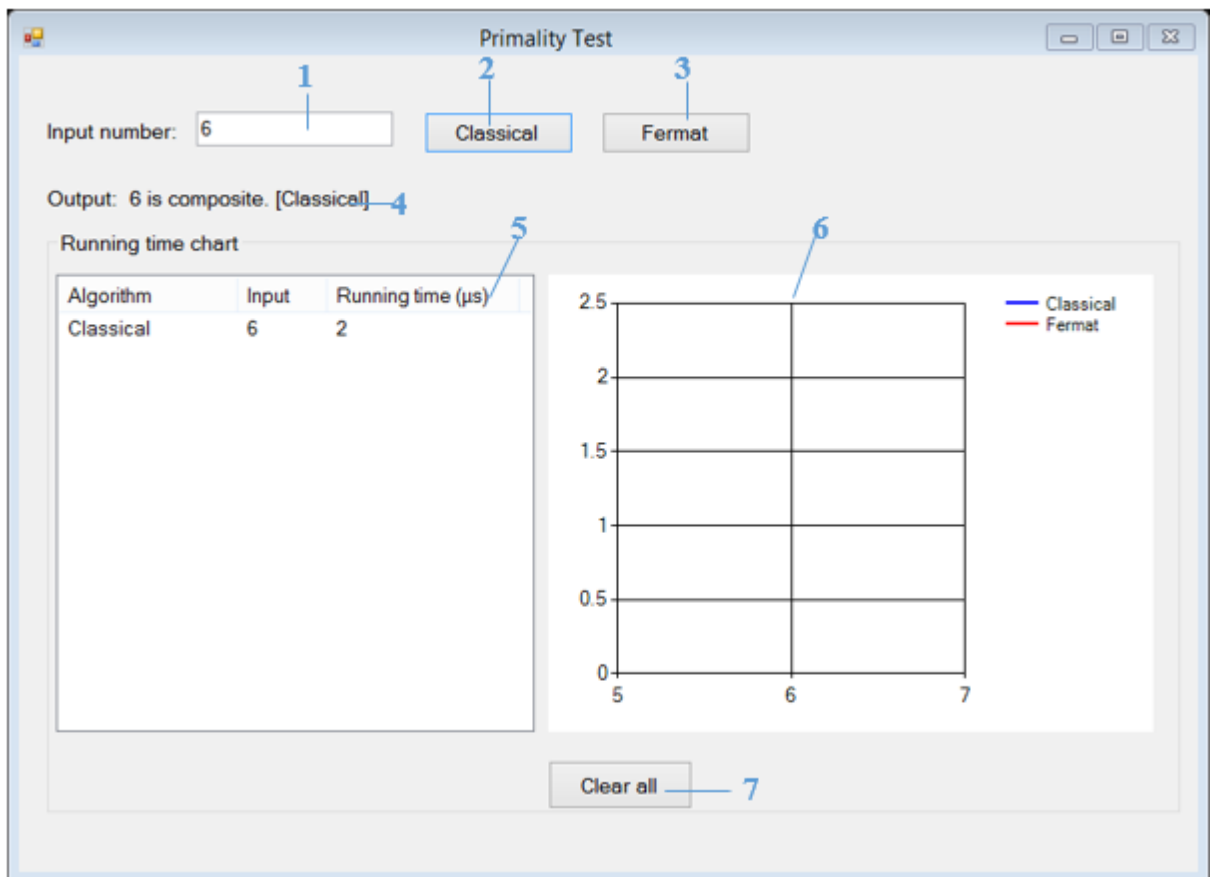 Primality Test
1
2
3
Input number: 6 Classical Fermat
Output: 6 is composite. [Classical] 4
5
6
Running time chart
Algorithm Input Running time (µs)
Classical 6 2
2.5
2
1.5
1
0.5
0
5 6 7
Classical
Fermat
Clear all 7